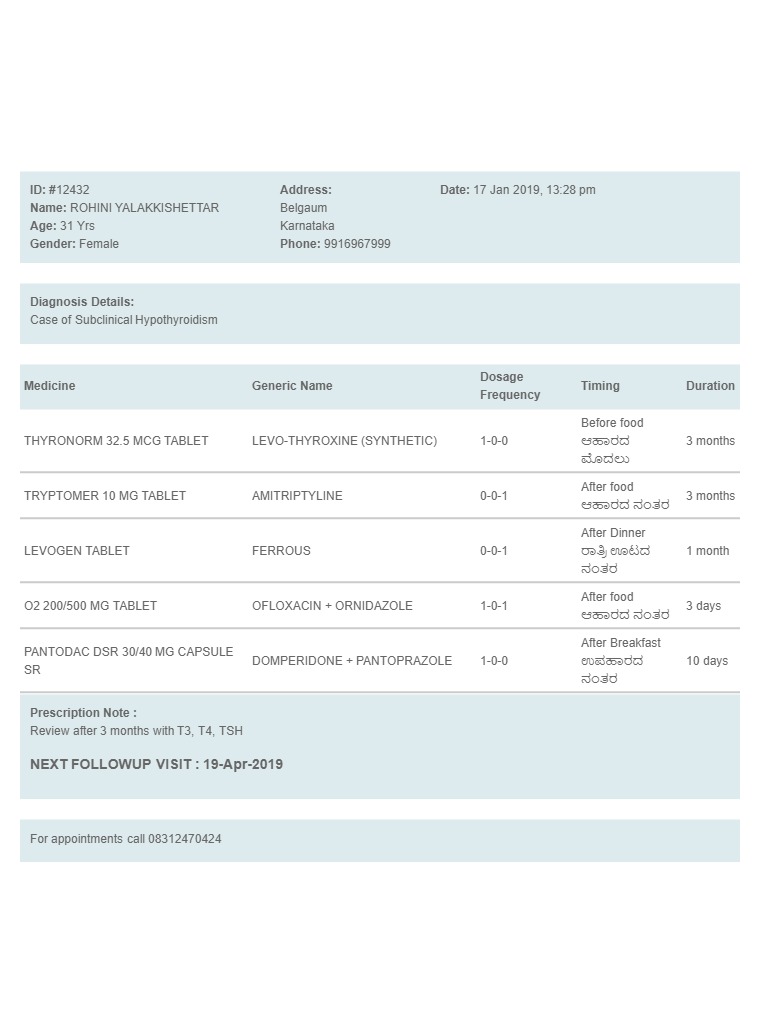 ID: #12432
Name: ROHINI YALAKKISHETTAR
Age: 31 Yrs
Gender: Female
Address:
Belgaum
Karnataka
Phone: 9916967999
Date: 17 Jan 2019, 13:28 pm
Diagnosis Details:
Case of Subclinical Hypothyroidism
Medicine Generic Name Dosage Frequency Timing Duration
THYRONORM 32.5 MCG TABLET LEVO-THYROXINE (SYNTHETIC) 1-0-0 Before food ಆಹಾರದ ಮೊದಲು 3 months
TRYPTOMER 10 MG TABLET AMITRIPTYLINE 0-0-1 After food ಆಹಾರದ ನಂತರ 3 months
LEVOGEN TABLET FERROUS 0-0-1 After Dinner ರಾತ್ರಿ ಊಟದ ನಂತರ 1 month
O2 200/500 MG TABLET OFLOXACIN + ORNIDAZOLE 1-0-1 After food ಆಹಾರದ ನಂತರ 3 days
PANTODAC DSR 30/40 MG CAPSULE SR DOMPERIDONE + PANTOPRAZOLE 1-0-0 After Breakfast ಉಪಹಾರದ ನಂತರ 10 days
Prescription Note :
Review after 3 months with T3, T4, TSH
NEXT FOLLOWUP VISIT : 19-Apr-2019
For appointments call 08312470424